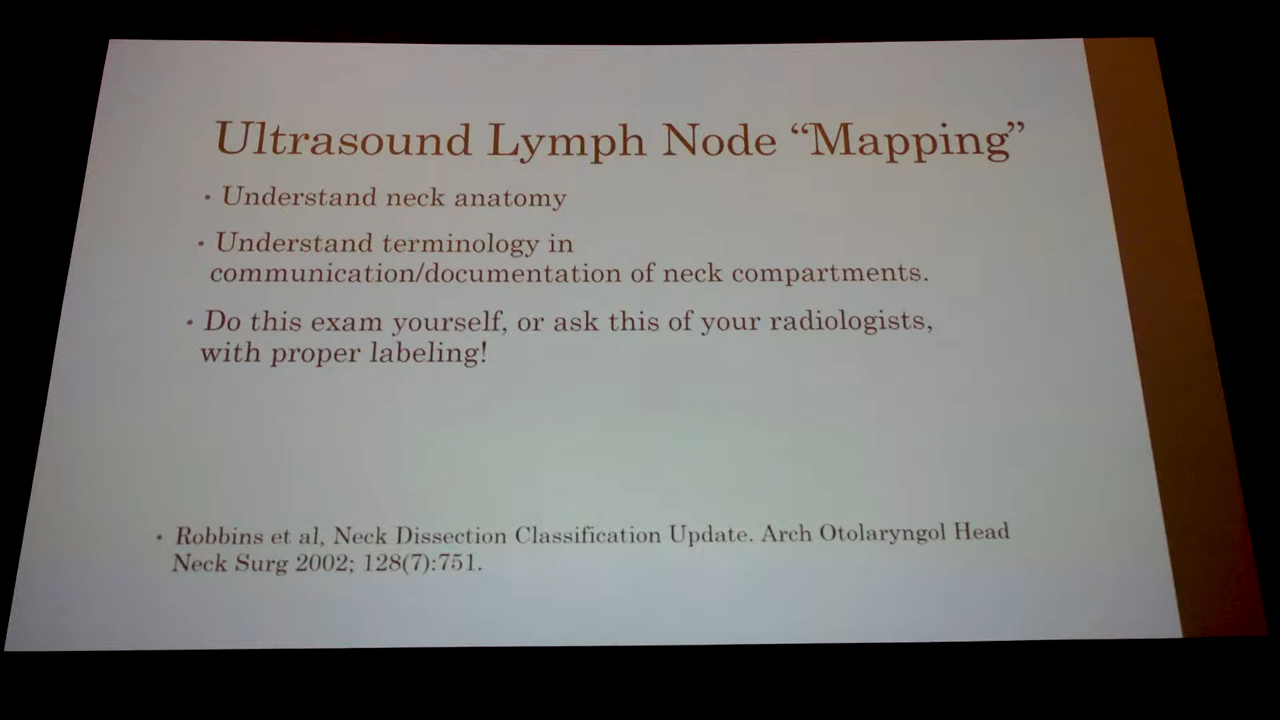 Ultrasound Lymph Node “Mapping”
• Understand neck anatomy
• Understand terminology in
communication/documentation of neck compartments.
• Do this exam yourself, or ask this of your radiologists,
with proper labeling!
• Robbins et al, Neck Dissection Classification Update. Arch Otolaryngol Head
Neck Surg 2002; 128(7):751.